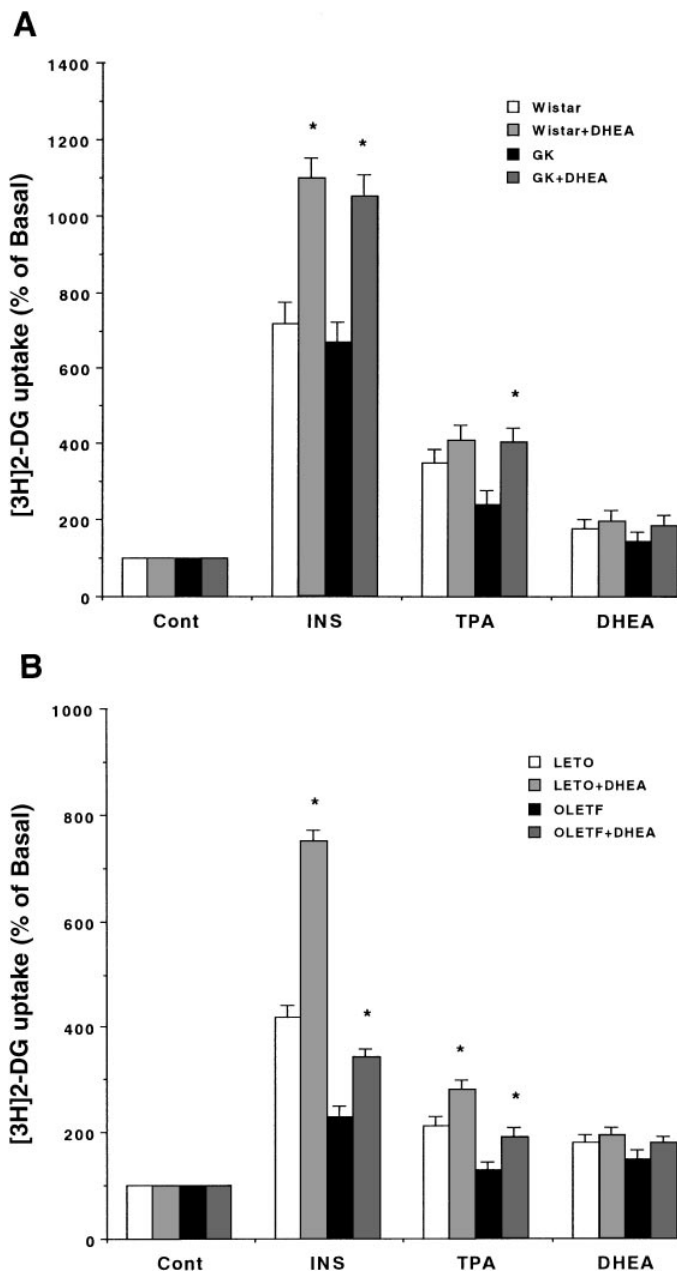 A
[3H]2-DG uptake (% of Basal)
1400
1200
1000
800
600
400
200
0
Wistar
Wistar+DHEA
GK
GK+DHEA
*
*
*
Cont INS TPA DHEA
B
[3H]2-DG uptake (% of Basal)
1000
800
600
400
200
0
LETO
LETO+DHEA
OLETF
OLETF+DHEA
*
*
*
*
Cont INS TPA DHEA